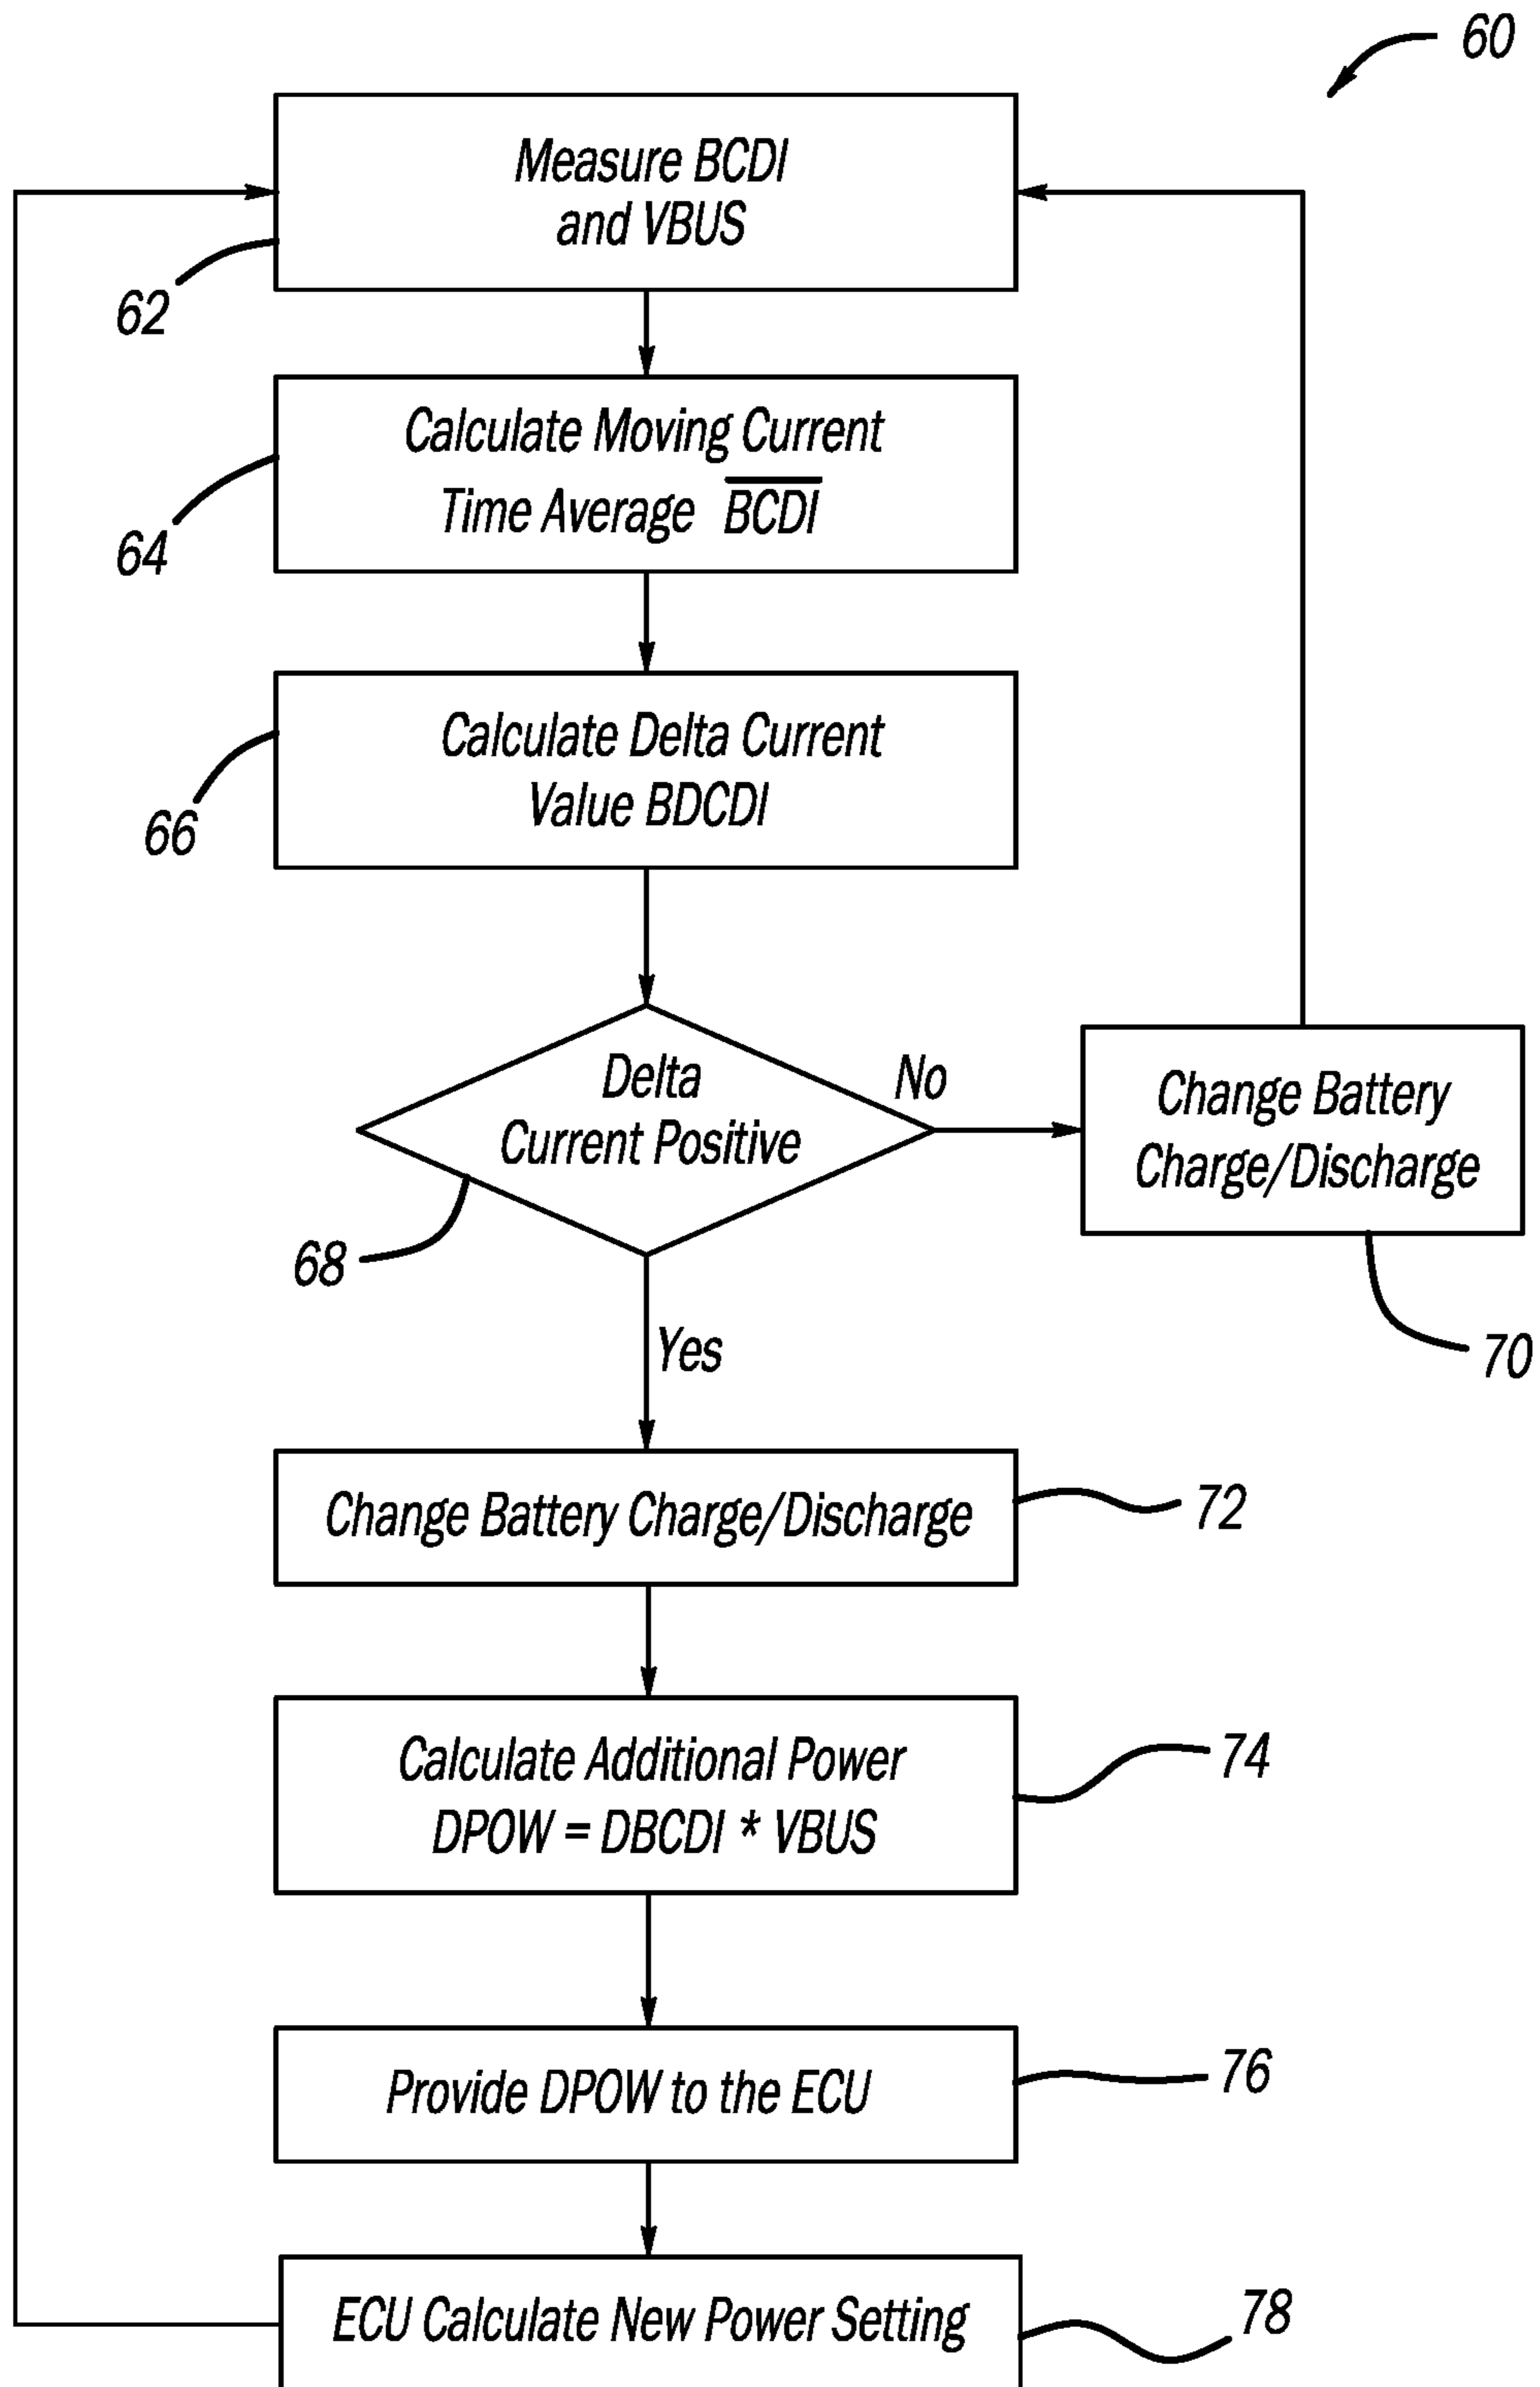 60
Measure BCDI
and VBUS
62
Calculate Moving Current
Time Average BCDI
64
Calculate Delta Current
Value BDCDI
66
Delta
Current Positive
No
68
Change Battery
Charge/Discharge
70
Yes
Change Battery Charge/Discharge
72
Calculate Additional Power
DPOW = DBCDI * VBUS
74
Provide DPOW to the ECU
76
ECU Calculate New Power Setting
78